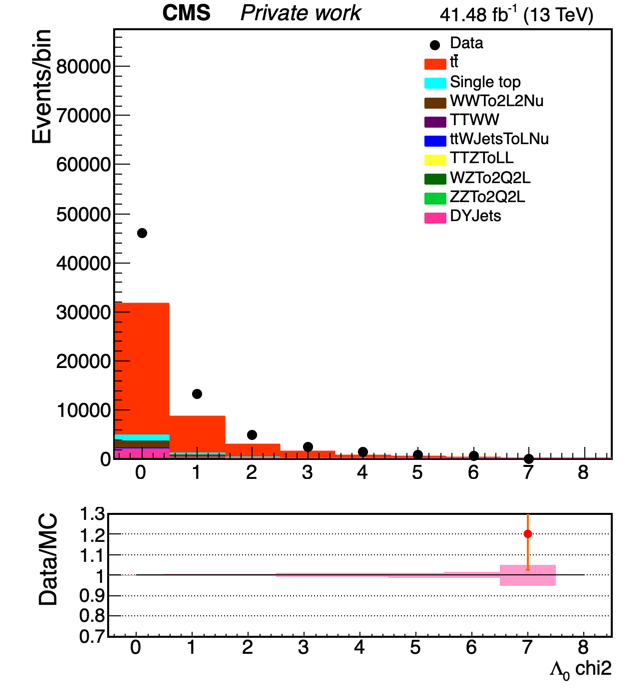 CMS Private work 41.48 fb⁻¹ (13 TeV)
Events/bin
80000
70000
60000
50000
40000
30000
20000
10000
0
Data
tt̄
Single top
WWTo2L2Nu
TTWW
ttWJetsToLNu
TTZToLL
WZTo2Q2L
ZZTo2Q2L
DYJets
0 1 2 3 4 5 6 7 8
Data/MC
1.3
1.2
1.1
1
0.9
0.8
0.7
0 1 2 3 4 5 6 7 8
Λ₀ chi2